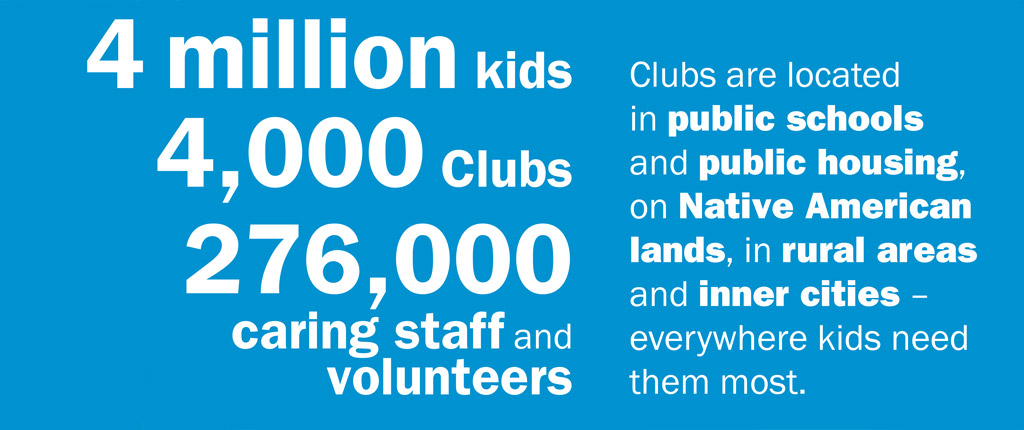 4 million kids
4,000 Clubs
276,000
caring staff and
volunteers
Clubs are located
in public schools
and public housing,
on Native American
lands, in rural areas
and inner cities –
everywhere kids need
them most.